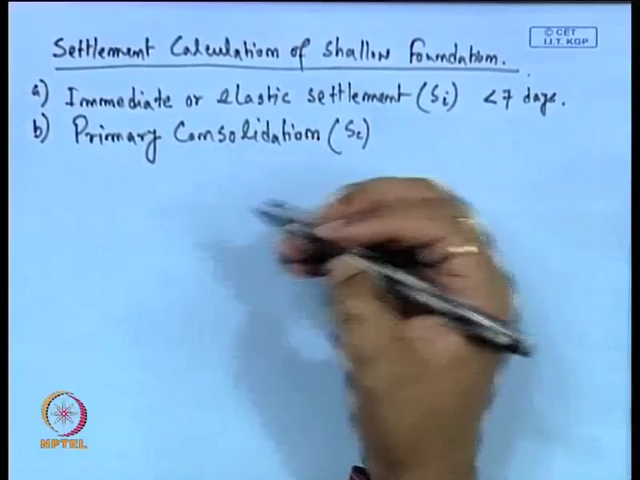 © CET
I.I.T. KGP
Settlement Calculation of Shallow Foundation.
a) Immediate or elastic settlement (Si) <7 days.
b) Primary Consolidation (Sc)
NPTEL